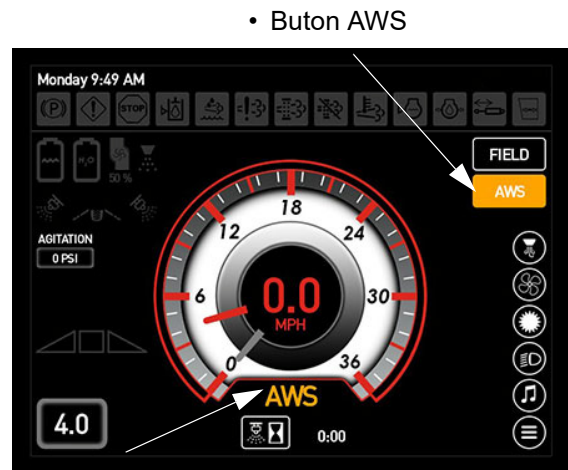 • Buton AWS
Monday 9:49 AM
(P) STOP
H₂O
50 %
FIELD
AWS
AGITATION
0 PSI
0 6 12 18 24 30 36
0.0
MPH
AWS
4.0
0:00